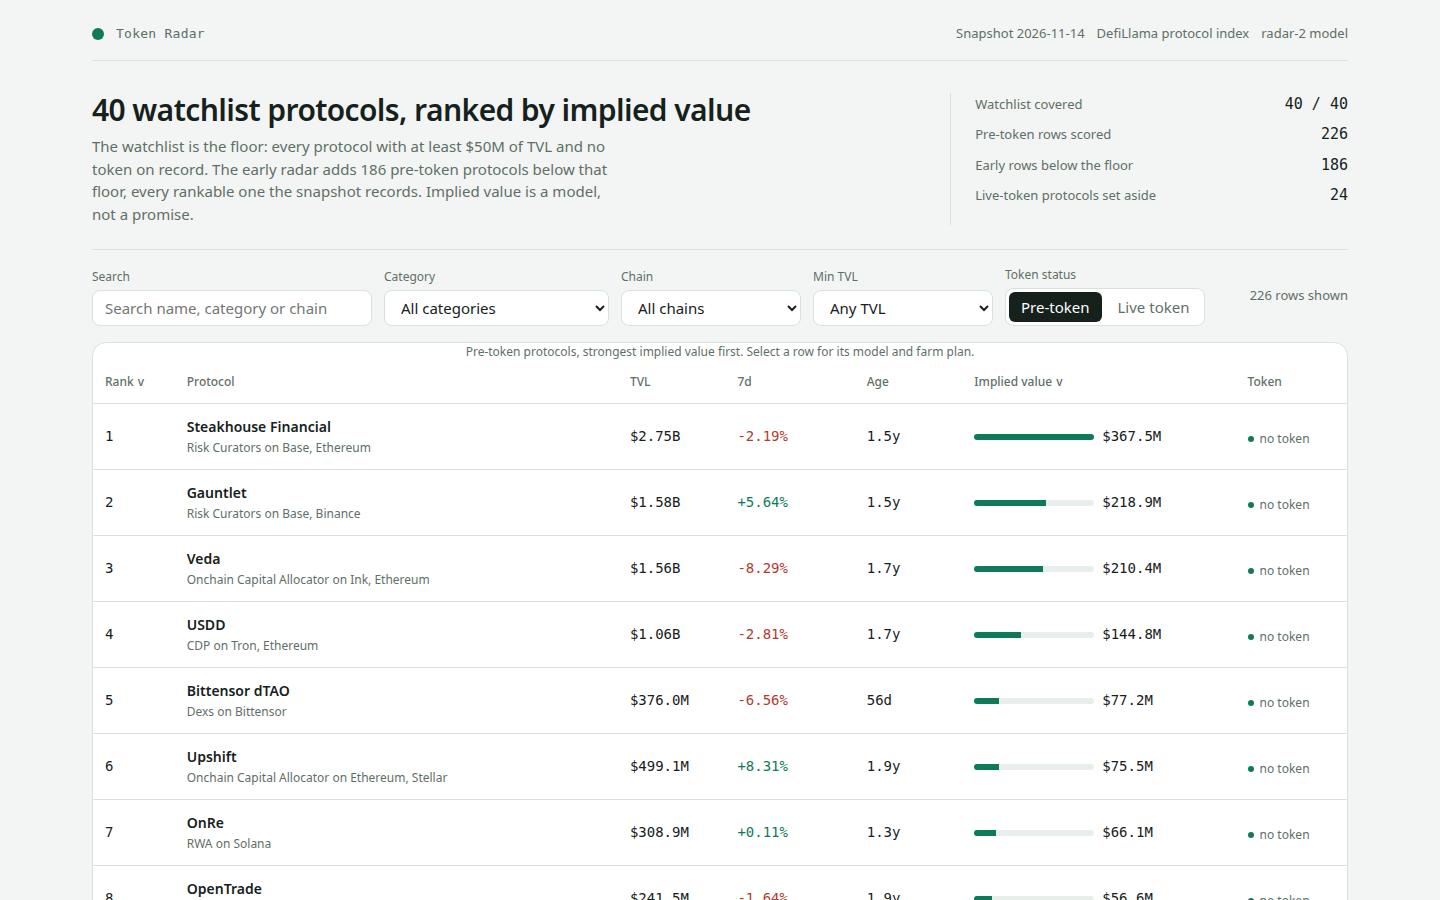 Token Radar
Snapshot 2026-11-14 DefiLlama protocol index radar-2 model
40 watchlist protocols, ranked by implied value
The watchlist is the floor: every protocol with at least $50M of TVL and no
token on record. The early radar adds 186 pre-token protocols below that
floor, every rankable one the snapshot records. Implied value is a model,
not a promise.
Watchlist covered 40 / 40
Pre-token rows scored 226
Early rows below the floor 186
Live-token protocols set aside 24
Search Category Chain Min TVL Token status
Search name, category or chain All categories All chains Any TVL Pre-token Live token 226 rows shown
Pre-token protocols, strongest implied value first. Select a row for its model and farm plan.
Rank v Protocol TVL 7d Age Implied value v Token
1 Steakhouse Financial $2.75B -2.19% 1.5y $367.5M no token
Risk Curators on Base, Ethereum
2 Gauntlet $1.58B +5.64% 1.5y $218.9M no token
Risk Curators on Base, Binance
3 Veda $1.56B -8.29% 1.7y $210.4M no token
Onchain Capital Allocator on Ink, Ethereum
4 USDD $1.06B -2.81% 1.7y $144.8M no token
CDP on Tron, Ethereum
5 Bittensor dTAO $376.0M -6.56% 56d $77.2M no token
Dexs on Bittensor
6 Upshift $499.1M +8.31% 1.9y $75.5M no token
Onchain Capital Allocator on Ethereum, Stellar
7 OnRe $308.9M +0.11% 1.3y $66.1M no token
RWA on Solana
8 OpenTrade $241.5M -1.64% 1.9y $56.6M no token